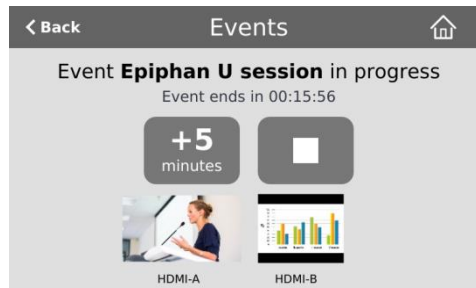 Back
Events
Event Epiphan U session in progress
Event ends in 00:15:56
+5
minutes
HDMI-A
HDMI-B